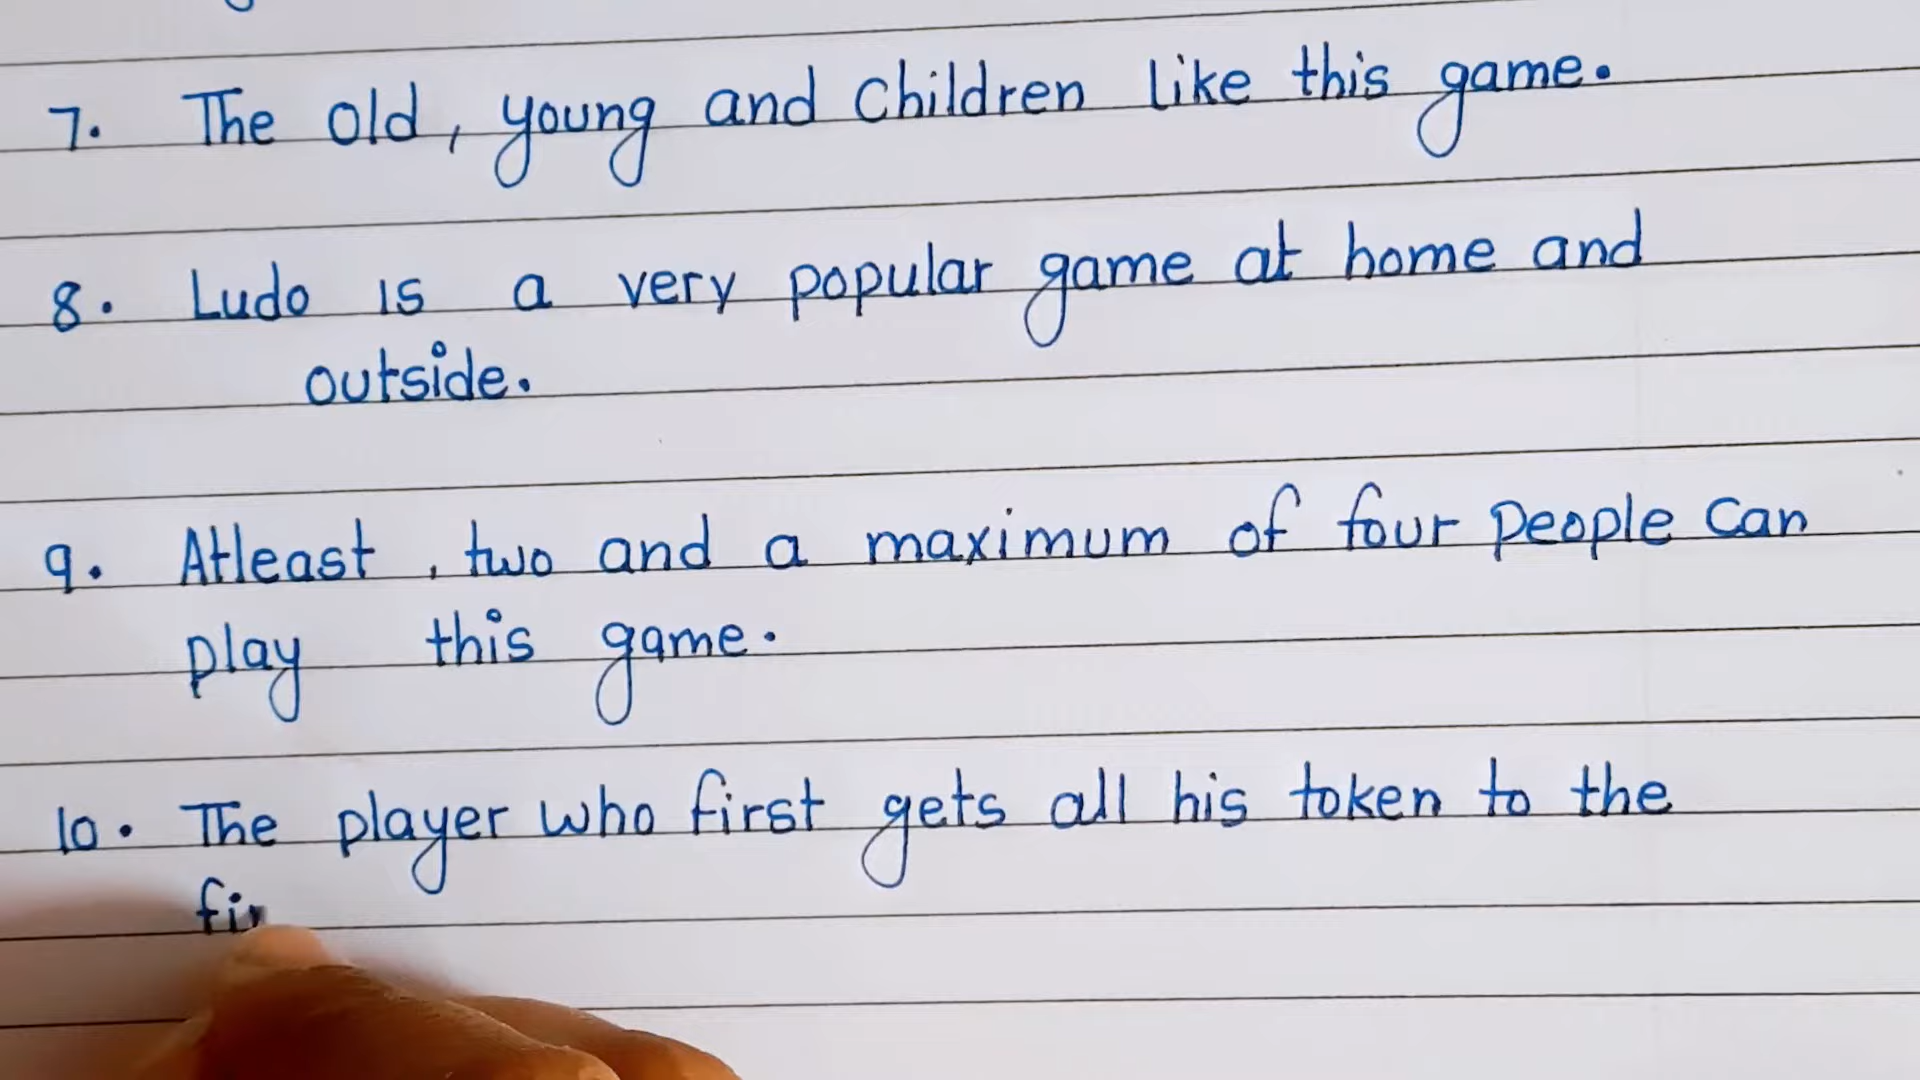 7. The old, young and children like this game.
8. Ludo is a very popular game at home and
outside.
9. Atleast, two and a maximum of four people can
play this game.
10. The player who first gets all his token to the